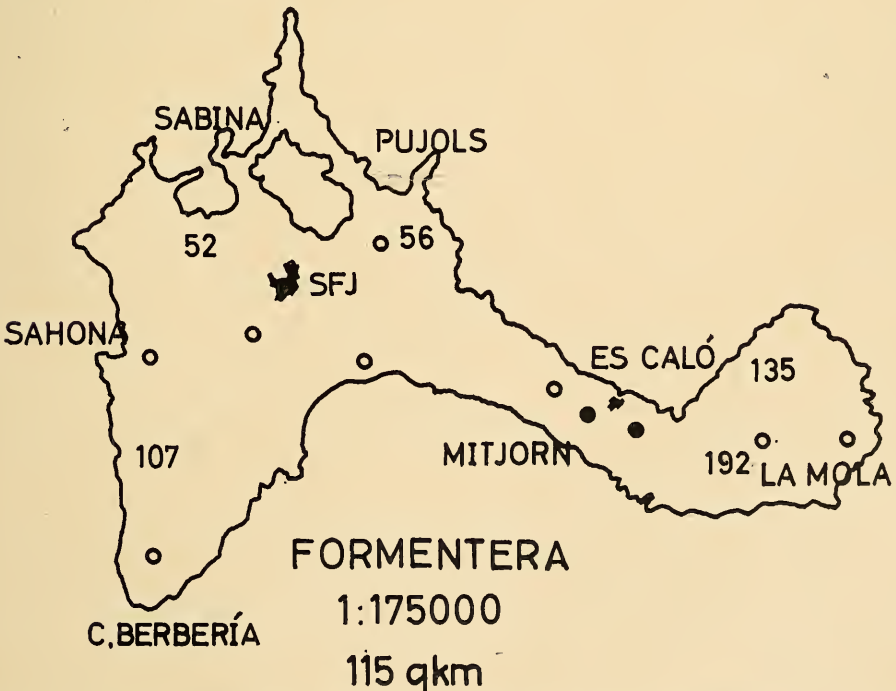 SABINA
PUJOLS
52
56
SFJ
SAHONA
ES CALÓ
135
107
MITJORN
192
LA MOLA
FORMENTERA
1:175000
C.BERBERÍA
115 qkm